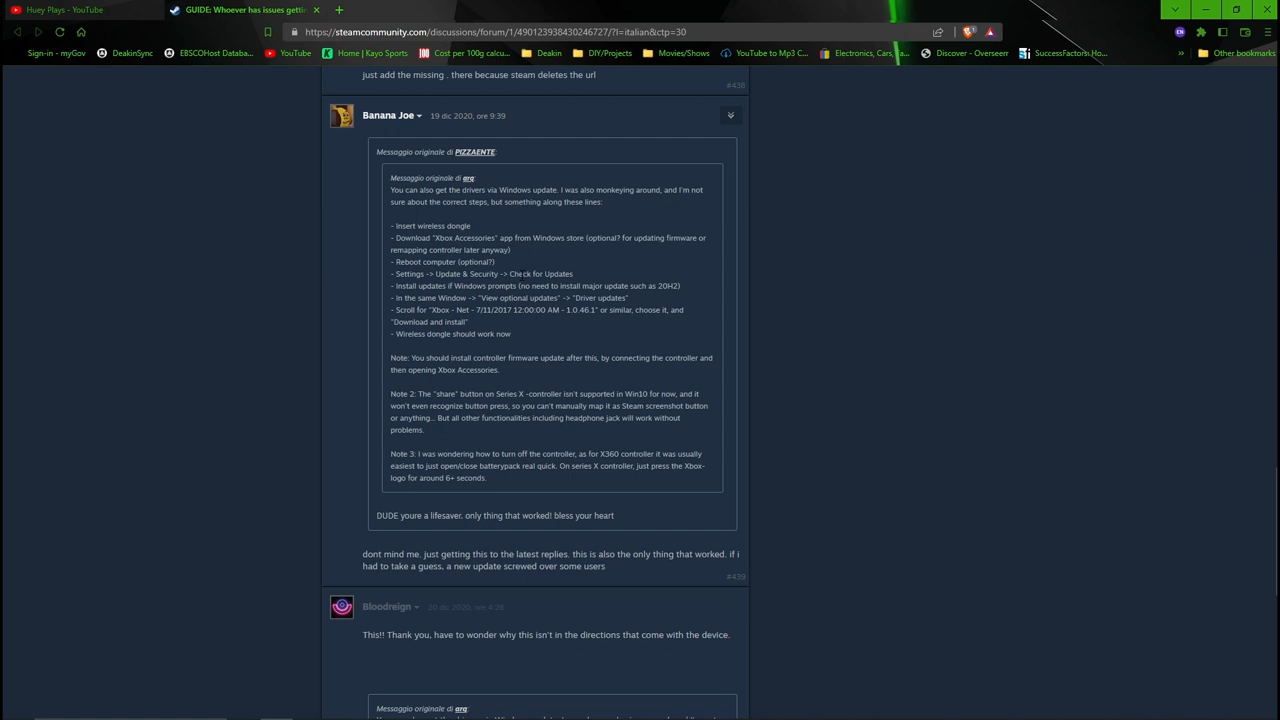 Huey Plays - YouTube
GUIDE: Whoever has issues getti
https://steamcommunity.com/discussions/forum/1/490123938430246727/?l=italian&ctp=30
Sign-in - myGov
DeakinSync
EBSCOHost Databa...
YouTube
Home | Kayo Sports
Cost per 100g calcu...
Deakin
DIY/Projects
Movies/Shows
YouTube to Mp3 C...
Electronics, Cars, Fa...
Discover - Overseerr
SuccessFactors: Ho...
Other bookmarks
just add the missing . there because steam deletes the url
#438
Banana Joe 19 dic 2020, ore 9:39
Messaggio originale di PIZZAENTE:
Messaggio originale di arq:
You can also get the drivers via Windows update. I was also monkeying around, and I'm not
sure about the correct steps, but something along these lines:
- Insert wireless dongle
- Download "Xbox Accessories" app from Windows store (optional? for updating firmware or
remapping controller later anyway)
- Reboot computer (optional?)
- Settings -> Update & Security -> Check for Updates
- Install updates if Windows prompts (no need to install major update such as 20H2)
- In the same Window -> "View optional updates" -> "Driver updates"
- Scroll for "Xbox - Net - 7/11/2017 12:00:00 AM - 1.0.46.1" or similar, choose it, and
"Download and install"
- Wireless dongle should work now
Note: You should install controller firmware update after this, by connecting the controller and
then opening Xbox Accessories.
Note 2: The "share" button on Series X -controller isn't supported in Win10 for now, and it
won't even recognize button press, so you can't manually map it as Steam screenshot button
or anything... But all other functionalities including headphone jack will work without
problems.
Note 3: I was wondering how to turn off the controller, as for X360 controller it was usually
easiest to just open/close batterypack real quick. On series X controller, just press the Xbox-
logo for around 6+ seconds.
DUDE youre a lifesaver. only thing that worked! bless your heart
dont mind me. just getting this to the latest replies. this is also the only thing that worked. if i
had to take a guess, a new update screwed over some users
#439
Bloodreign 20 dic 2020, ore 4:28
This!! Thank you, have to wonder why this isn't in the directions that come with the device.
Messaggio originale di arq: